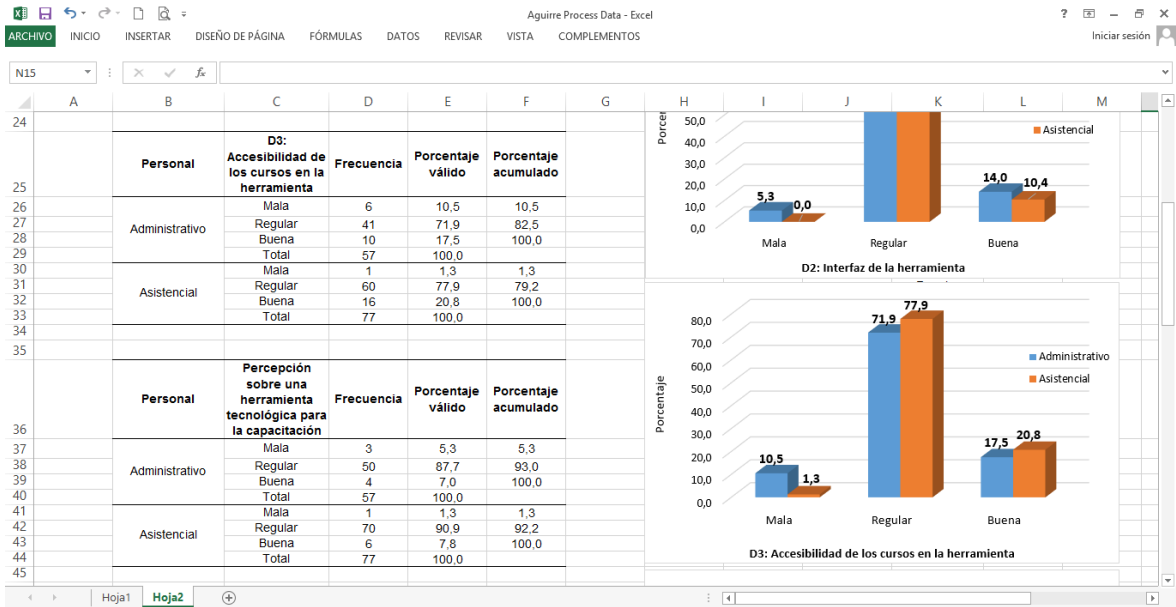 Aguirre Process Data - Excel
ARCHIVO INICIO INSERTAR DISEÑO DE PÁGINA FÓRMULAS DATOS REVISAR VISTA COMPLEMENTOS Iniciar sesión
N15 fx
A B C D E F G H I J K L M
24
25 Personal D3: Accesibilidad de los cursos en la herramienta Frecuencia Porcentaje válido Porcentaje acumulado
26 Mala 6 10,5 10,5
27 Administrativo Regular 41 71,9 82,5
28 Buena 10 17,5 100,0
29 Total 57 100,0
30 Mala 1 1,3 1,3
31 Asistencial Regular 60 77,9 79,2
32 Buena 16 20,8 100,0
33 Total 77 100,0
34
35
36 Personal Percepción sobre una herramienta tecnológica para la capacitación Frecuencia Porcentaje válido Porcentaje acumulado
37 Mala 3 5,3 5,3
38 Administrativo Regular 50 87,7 93,0
39 Buena 4 7,0 100,0
40 Total 57 100,0
41 Mala 1 1,3 1,3
42 Asistencial Regular 70 90,9 92,2
43 Buena 6 7,8 100,0
44 Total 77 100,0
45
Porcer
50,0
40,0
30,0
20,0
10,0
0,0
Asistencial
5,3 0,0
14,0 10,4
Mala Regular Buena
D2: Interfaz de la herramienta
Porcentaje
80,0
70,0
60,0
50,0
40,0
30,0
20,0
10,0
0,0
10,5 1,3
71,9 77,9
17,5 20,8
Administrativo
Asistencial
Mala Regular Buena
D3: Accesibilidad de los cursos en la herramienta
Hoja1 Hoja2